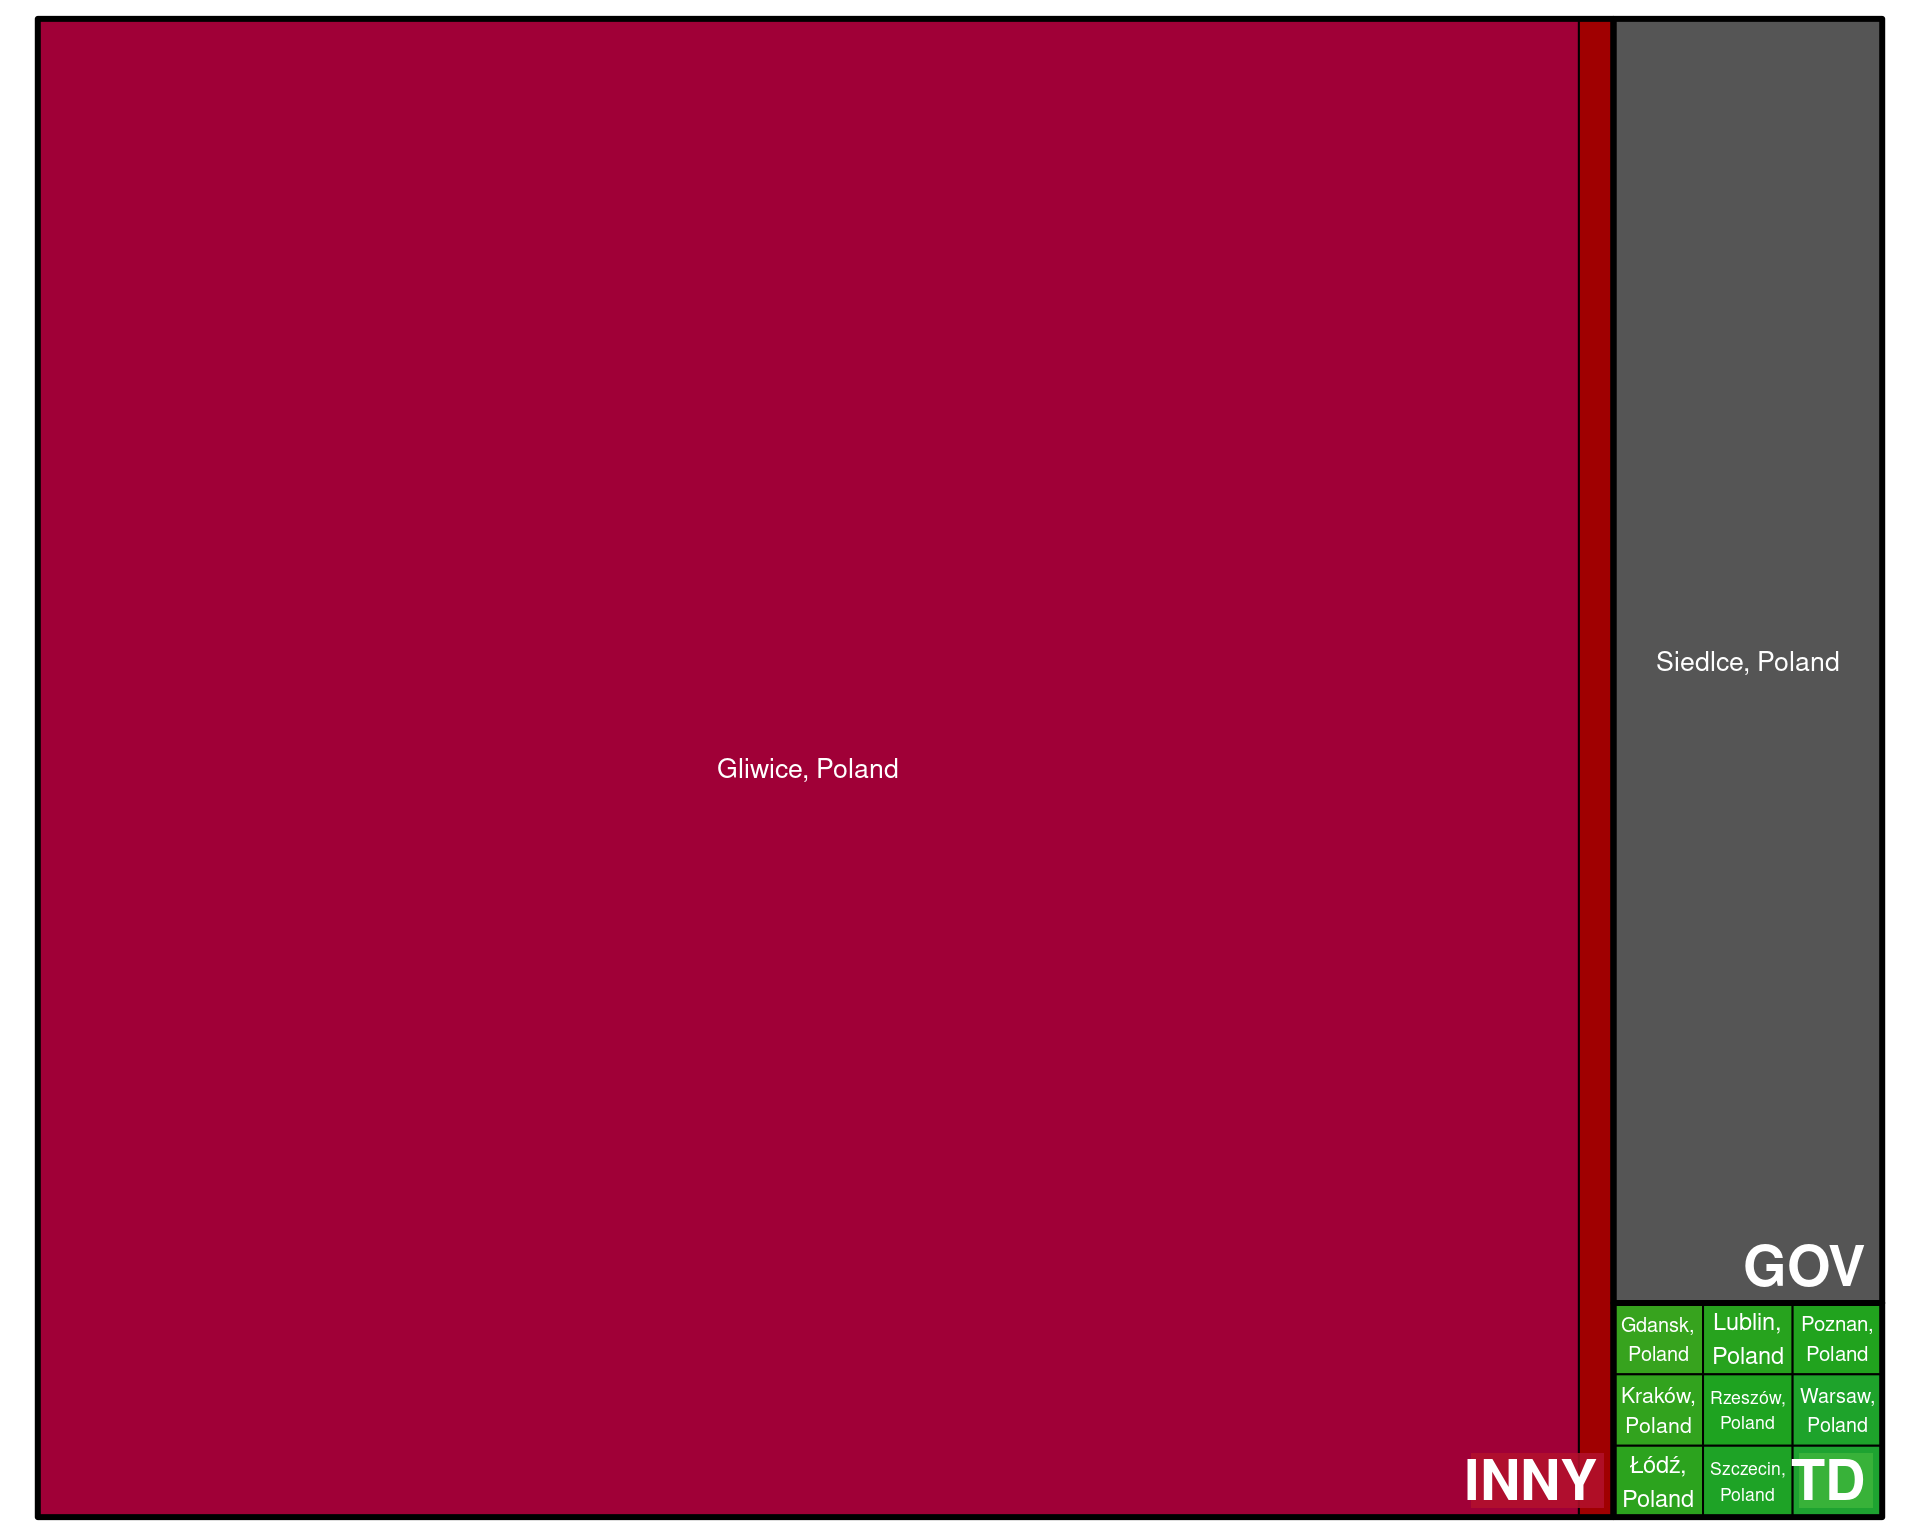 Gliwice, Poland
INNY
Siedlce, Poland
GOV
Gdansk,
Poland
Lublin,
Poland
Poznan,
Poland
Kraków,
Poland
Rzeszów,
Poland
Warsaw,
Poland
Łódź,
Poland
Szczecin,
Poland
TD